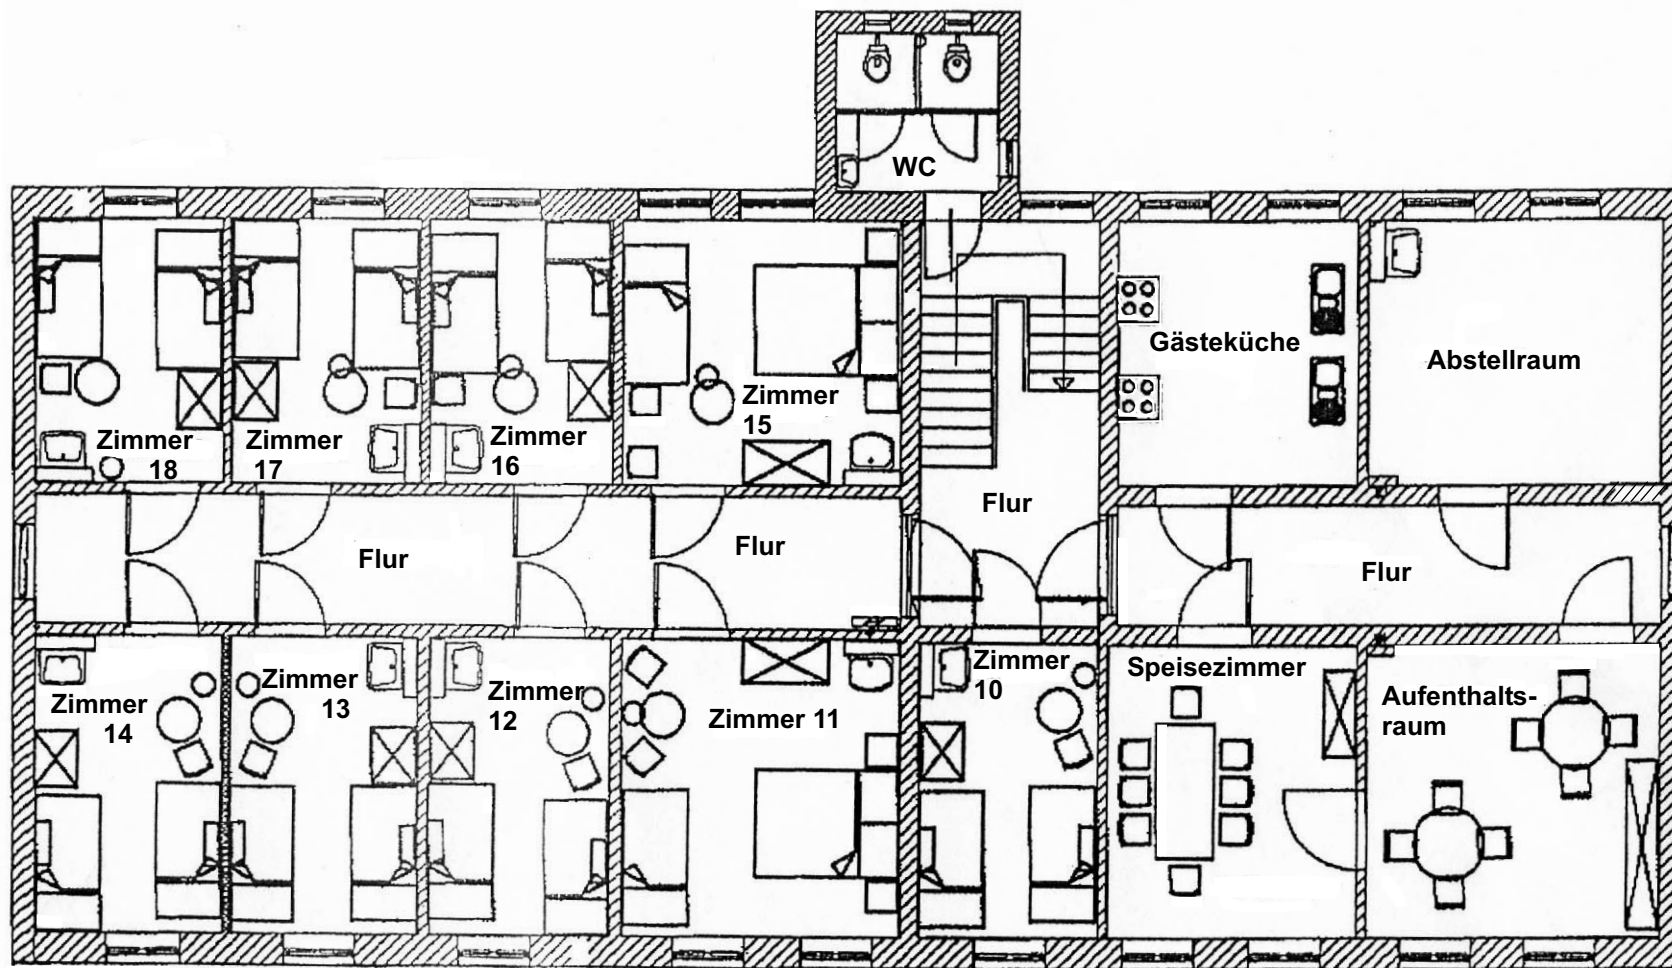 WC
Zimmer
18
Zimmer
17
Zimmer
16
Zimmer
15
Gästeküche
Abstellraum
Flur
Flur
Flur
Flur
Zimmer
14
Zimmer
13
Zimmer
12
Zimmer 11
Zimmer
10
Speisezimmer
Aufenthalts-
raum